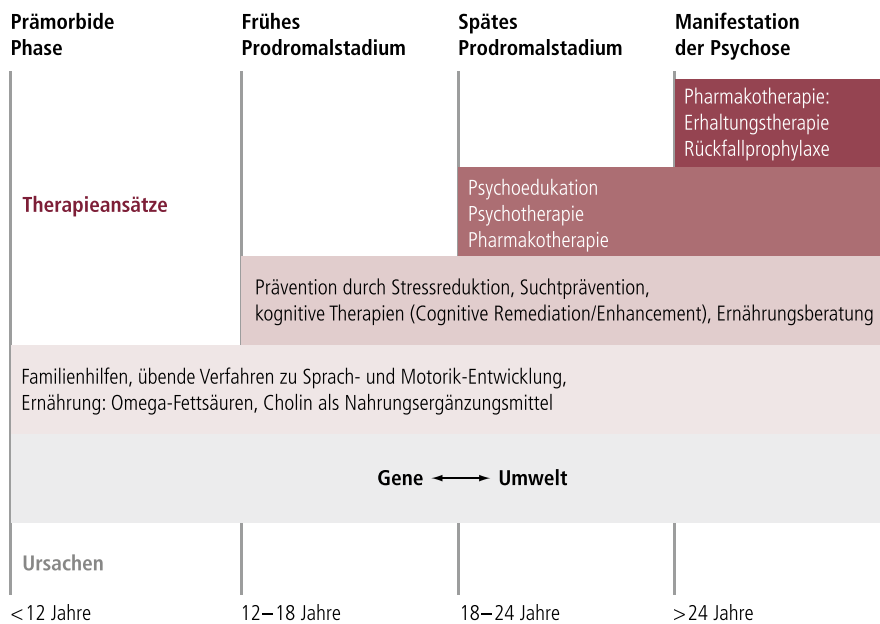 Prämorbide
Phase
Frühes
Prodromalstadium
Spätes
Prodromalstadium
Manifestation
der Psychose
Pharmakotherapie:
Erhaltungstherapie
Rückfallprophylaxe
Therapieansätze
Psychoedukation
Psychotherapie
Pharmakotherapie
Prävention durch Stressreduktion, Suchtprävention,
kognitive Therapien (Cognitive Remediation/Enhancement), Ernährungsberatung
Familienhilfen, übende Verfahren zu Sprach- und Motorik-Entwicklung,
Ernährung: Omega-Fettsäuren, Cholin als Nahrungsergänzungsmittel
Gene ↔ Umwelt
Ursachen
<12 Jahre
12–18 Jahre
18–24 Jahre
>24 Jahre